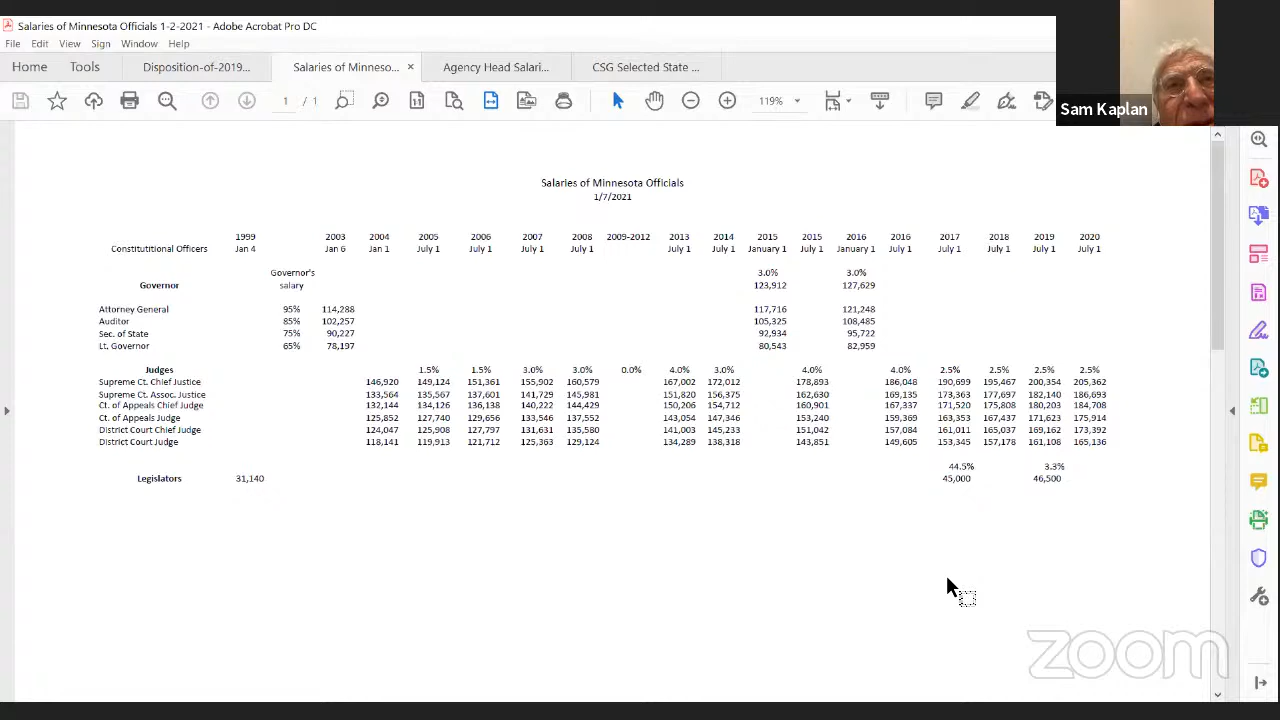 Salaries of Minnesota Officials 1-2-2021 - Adobe Acrobat Pro DC
File Edit View Sign Window Help
Home Tools Disposition-of-2019... Salaries of Minneso... × Agency Head Salari... CSG Selected State ...
1 / 1 119%
Sam Kaplan
Salaries of Minnesota Officials
1/7/2021
1999 2003 2004 2005 2006 2007 2008 2009-2012 2013 2014 2015 2015 2016 2016 2017 2018 2019 2020
Constitutitional Officers Jan 4 Jan 6 Jan 1 July 1 July 1 July 1 July 1 July 1 July 1 January 1 July 1 January 1 July 1 July 1 July 1 July 1 July 1
Governor's 3.0% 3.0%
Governor salary 123,912 127,629
Attorney General 95% 114,288 117,716 121,248
Auditor 85% 102,257 105,325 108,485
Sec. of State 75% 90,227 92,934 95,722
Lt. Governor 65% 78,197 80,543 82,959
Judges 1.5% 1.5% 3.0% 3.0% 0.0% 4.0% 3.0% 4.0% 4.0% 2.5% 2.5% 2.5% 2.5%
Supreme Ct. Chief Justice 146,920 149,124 151,361 155,902 160,579 167,002 172,012 178,893 186,048 190,699 195,467 200,354 205,362
Supreme Ct. Assoc. Justice 133,564 135,567 137,601 141,729 145,981 151,820 156,375 162,630 169,135 173,363 177,697 182,140 186,693
Ct. of Appeals Chief Judge 132,144 134,126 136,138 140,222 144,429 150,206 154,712 160,901 167,337 171,520 175,808 180,203 184,708
Ct. of Appeals Judge 125,852 127,740 129,656 133,546 137,552 143,054 147,346 153,240 159,369 163,353 167,437 171,623 175,914
District Court Chief Judge 124,047 125,908 127,797 131,631 135,580 141,003 145,233 151,042 157,084 161,011 165,037 169,162 173,392
District Court Judge 118,141 119,913 121,712 125,363 129,124 134,289 138,318 143,851 149,605 153,345 157,178 161,108 165,136
44.5% 3.3%
Legislators 31,140 45,000 46,500
zoom